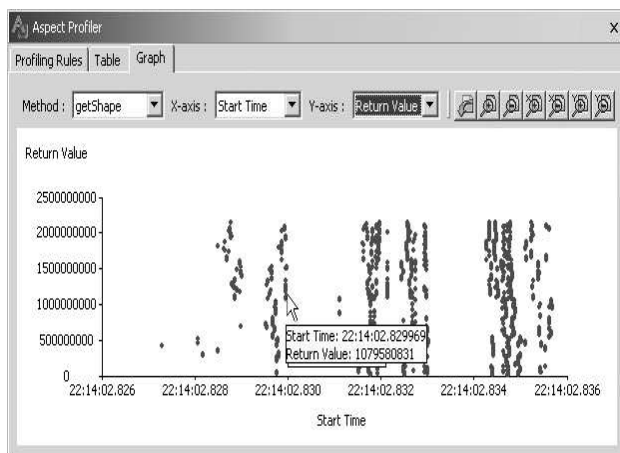 Aspect Profiler x
Profiling Rules Table Graph
Method : getShape X-axis : Start Time Y-axis : Return Value
Return Value
2500000000
2000000000
1500000000
1000000000
500000000
0
Start Time: 22:14:02.829969
Return Value: 1079580831
22:14:02.826 22:14:02.828 22:14:02.830 22:14:02.832 22:14:02.834 22:14:02.836
Start Time